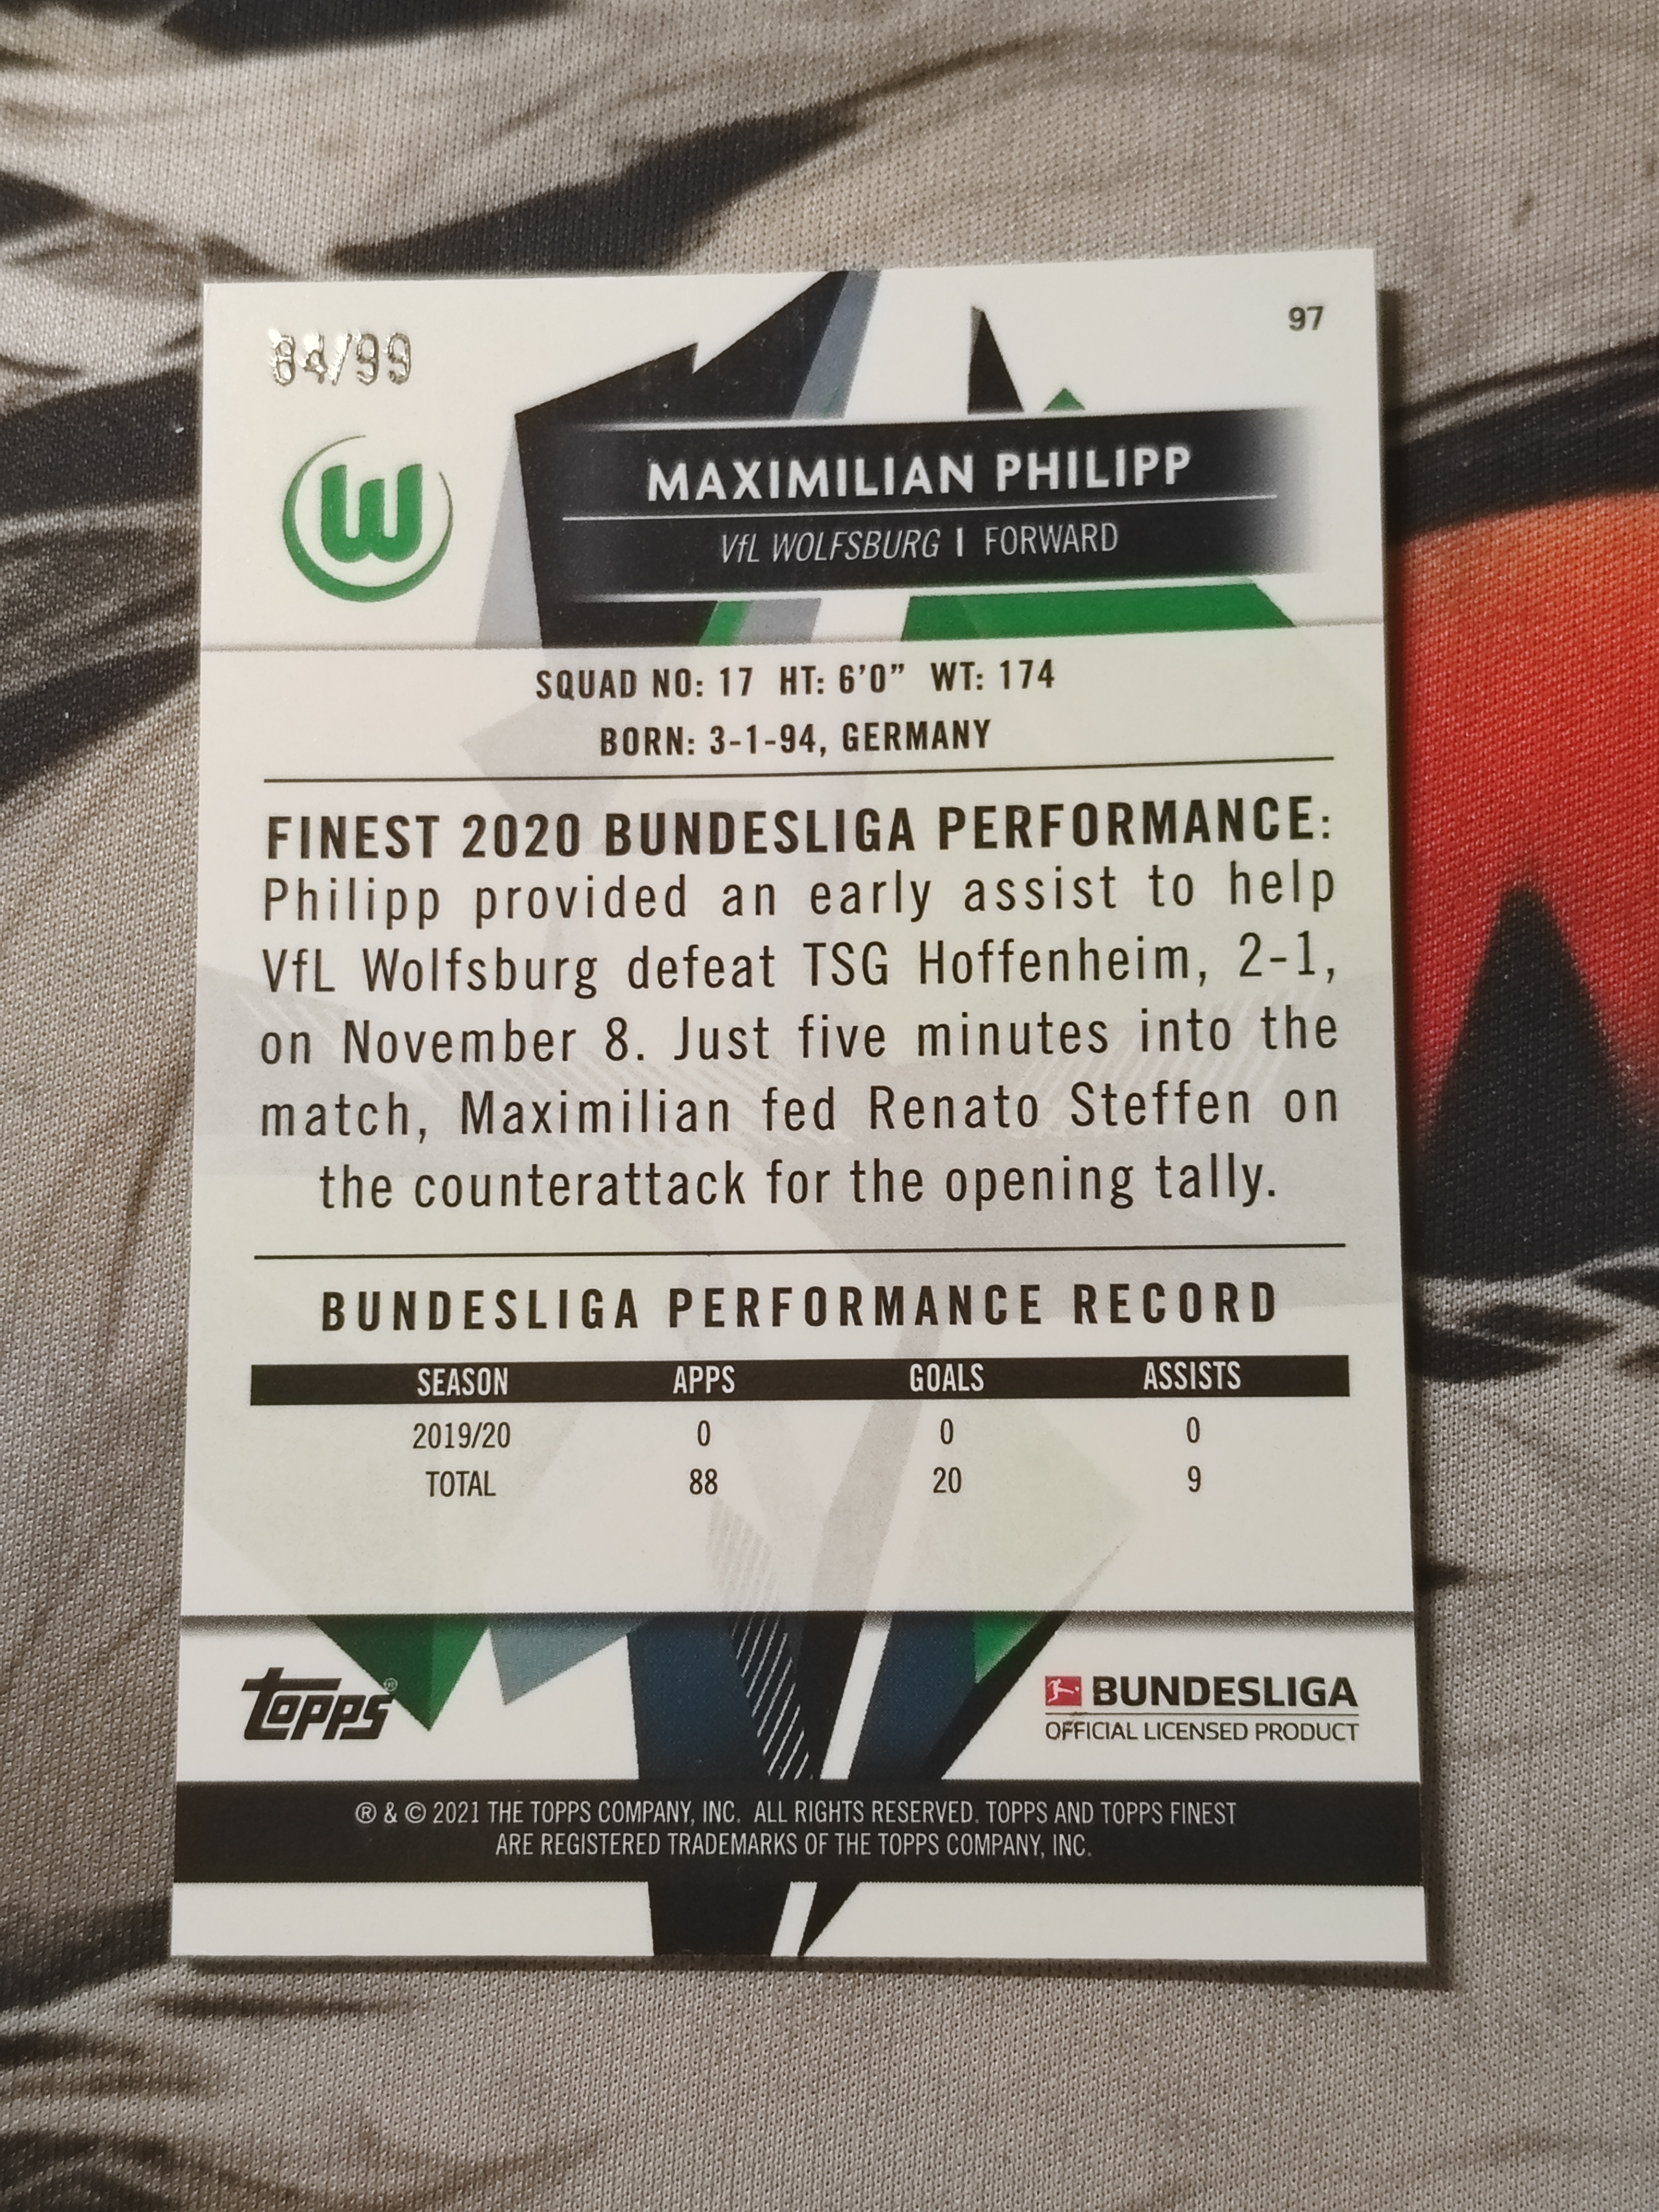 84/99
97
W
MAXIMILIAN PHILIPP
VfL WOLFSBURG | FORWARD
SQUAD NO: 17 HT: 6'0" WT: 174
BORN: 3-1-94, GERMANY
FINEST 2020 BUNDESLIGA PERFORMANCE:
Philipp provided an early assist to help
VfL Wolfsburg defeat TSG Hoffenheim, 2-1,
on November 8. Just five minutes into the
match, Maximilian fed Renato Steffen on
the counterattack for the opening tally.
BUNDESLIGA PERFORMANCE RECORD
SEASON APPS GOALS ASSISTS
2019/20 0 0 0
TOTAL 88 20 9
topps®
BUNDESLIGA
OFFICIAL LICENSED PRODUCT
® & © 2021 THE TOPPS COMPANY, INC. ALL RIGHTS RESERVED. TOPPS AND TOPPS FINEST
ARE REGISTERED TRADEMARKS OF THE TOPPS COMPANY, INC.